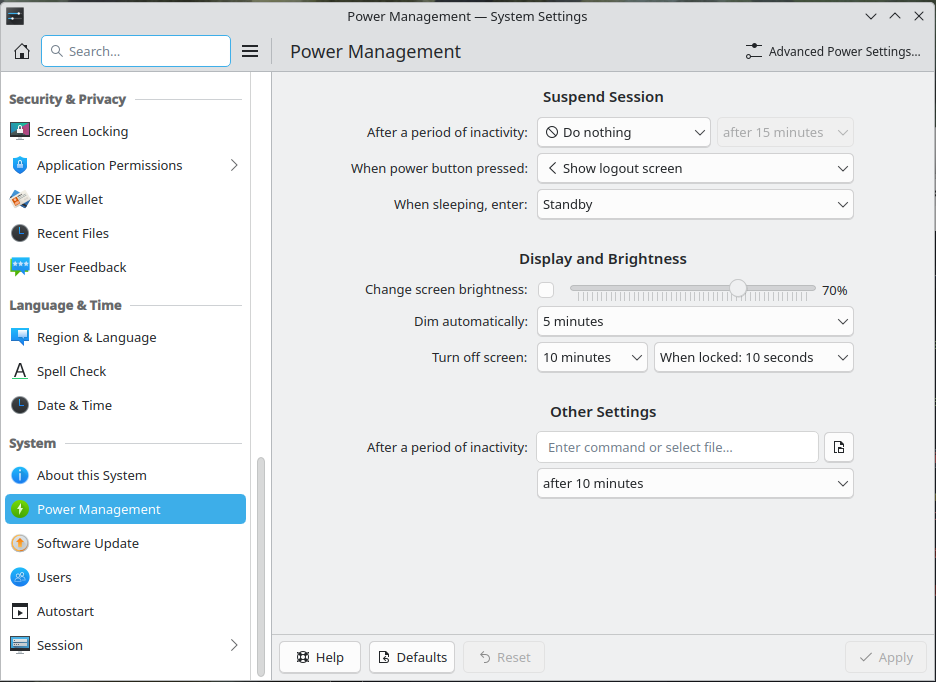 Power Management — System Settings
Search...
Power Management
Advanced Power Settings...
Security & Privacy
Screen Locking
Application Permissions
KDE Wallet
Recent Files
User Feedback
Language & Time
Region & Language
Spell Check
Date & Time
System
About this System
Power Management
Software Update
Users
Autostart
Session
Suspend Session
After a period of inactivity: Do nothing after 15 minutes
When power button pressed: Show logout screen
When sleeping, enter: Standby
Display and Brightness
Change screen brightness: 70%
Dim automatically: 5 minutes
Turn off screen: 10 minutes When locked: 10 seconds
Other Settings
After a period of inactivity: Enter command or select file...
after 10 minutes
Help Defaults Reset Apply